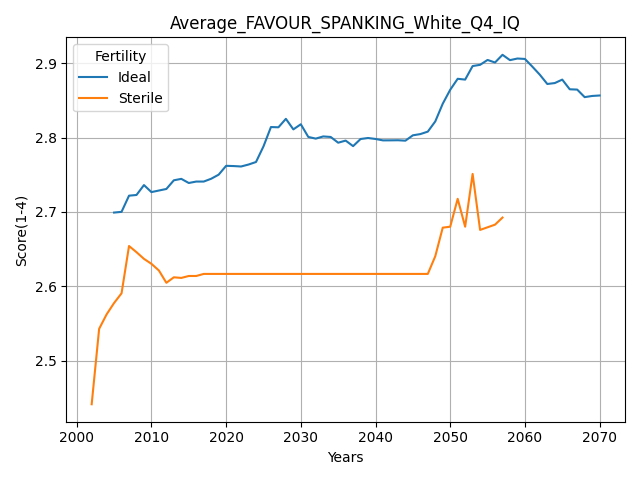 Average_FAVOUR_SPANKING_White_Q4_IQ
Fertility
Ideal
Sterile
Score(1-4)
2.9
2.8
2.7
2.6
2.5
2000 2010 2020 2030 2040 2050 2060 2070
Years